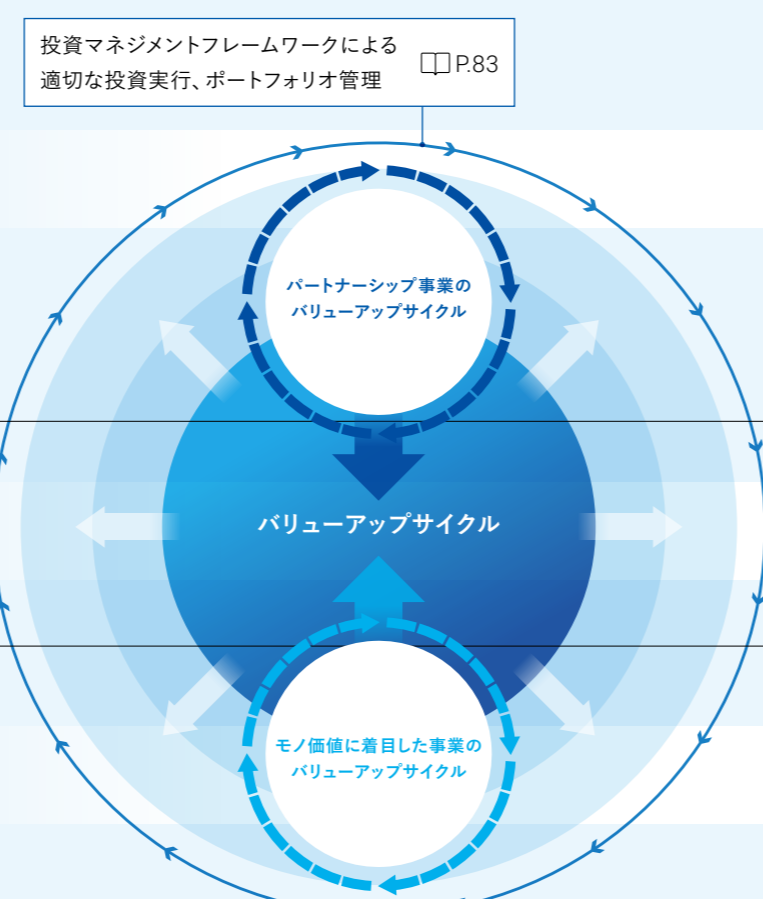 投資マネジメントフレームワークによる
適切な投資実行、ポートフォリオ管理
P.83
パートナーシップ事業の
バリューアップサイクル
バリューアップサイクル
モノ価値に着目した事業の
バリューアップサイクル